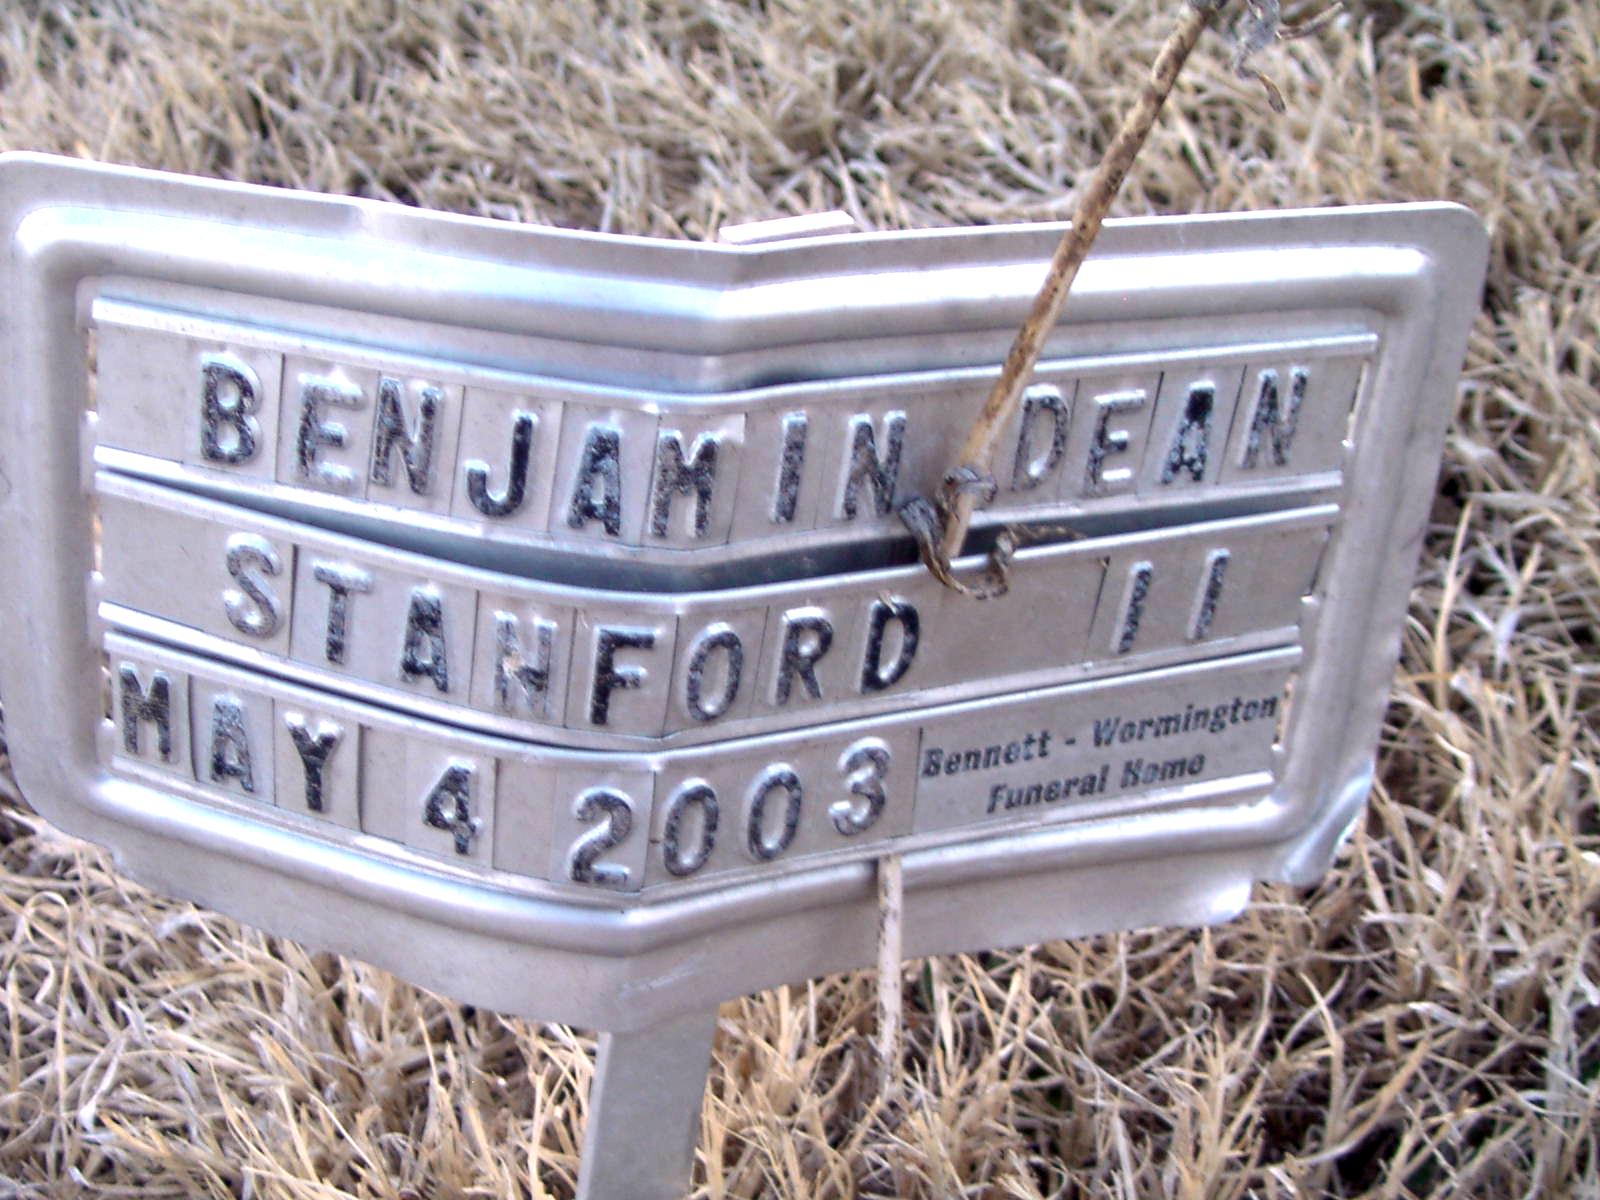 BENJAMIN DEAN
STANFORD II
MAY 4 2003
Bennett - Wormington
Funeral Home